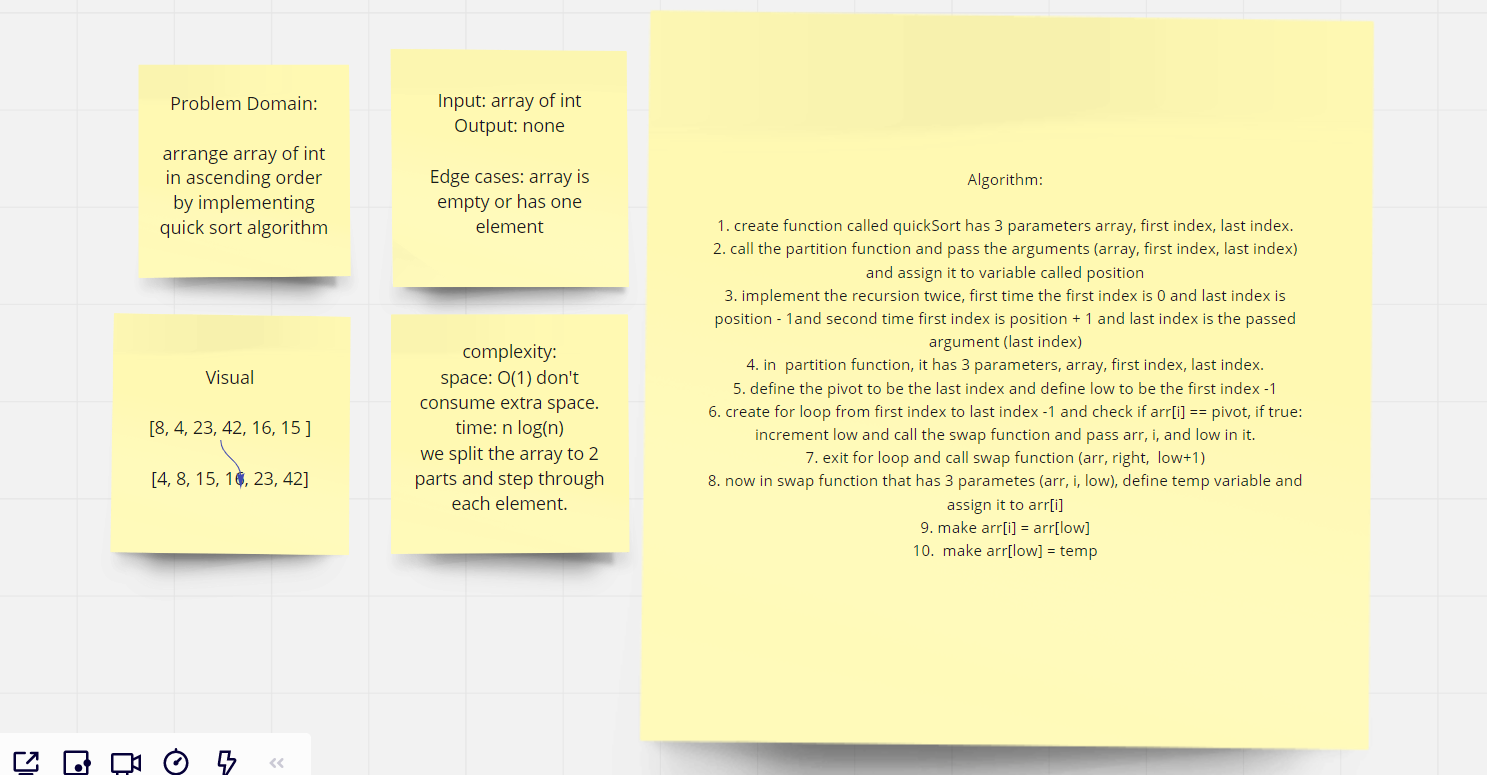 Problem Domain:
arrange array of int
in ascending order
by implementing
quick sort algorithm
Input: array of int
Output: none
Edge cases: array is
empty or has one
element
Visual
[8, 4, 23, 42, 16, 15 ]
[4, 8, 15, 16, 23, 42]
complexity:
space: O(1) don't
consume extra space.
time: n log(n)
we split the array to 2
parts and step through
each element.
Algorithm:
1. create function called quickSort has 3 parameters array, first index, last index.
2. call the partition function and pass the arguments (array, first index, last index)
and assign it to variable called position
3. implement the recursion twice, first time the first index is 0 and last index is
position - 1and second time first index is position + 1 and last index is the passed
argument (last index)
4. in  partition function, it has 3 parameters, array, first index, last index.
5. define the pivot to be the last index and define low to be the first index -1
6. create for loop from first index to last index -1 and check if arr[i] == pivot, if true:
increment low and call the swap function and pass arr, i, and low in it.
7. exit for loop and call swap function (arr, right,  low+1)
8. now in swap function that has 3 parametes (arr, i, low), define temp variable and
assign it to arr[i]
9. make arr[i] = arr[low]
10.  make arr[low] = temp